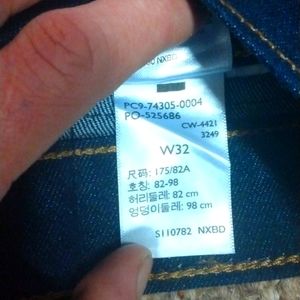 NXBD
PC9-74305-0004
PO-525686
CW-4421
3249
W32
尺码: 175/82A
호칭: 82-98
허리둘레: 82 cm
엉덩이둘레: 98 cm
S110782 NXBD